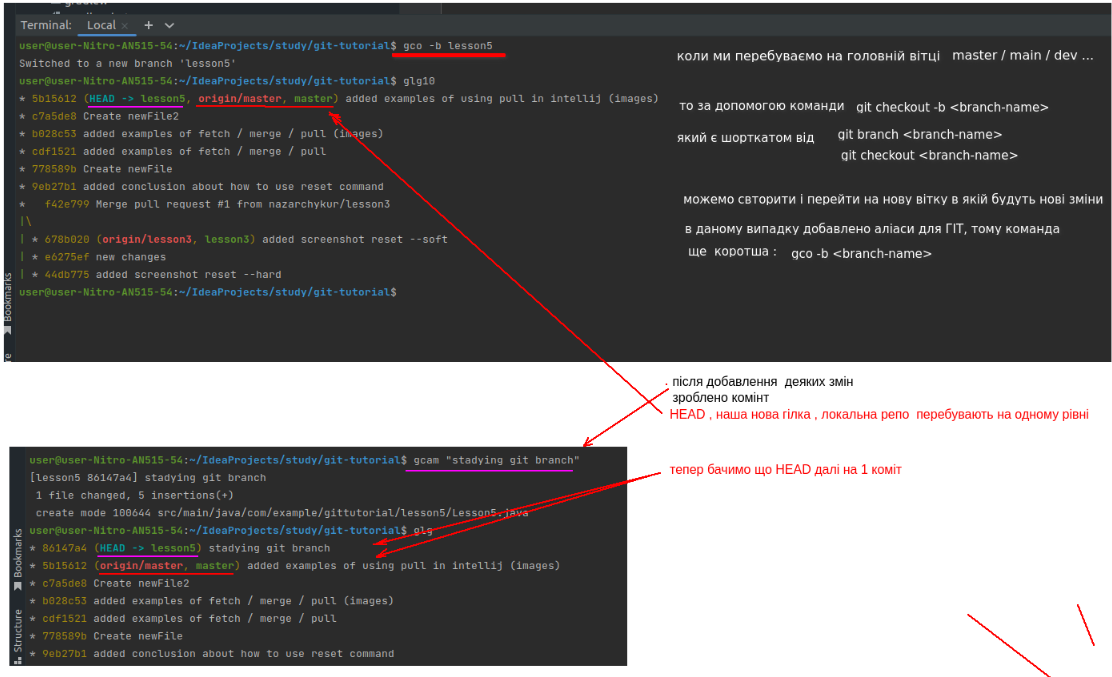 Terminal: Local × +
user@user-Nitro-AN515-54:~/IdeaProjects/study/git-tutorial$ gco -b lesson5
Switched to a new branch 'lesson5'
user@user-Nitro-AN515-54:~/IdeaProjects/study/git-tutorial$ glg10
* 5b15612 (HEAD -> lesson5, origin/master, master) added examples of using pull in intellij (images)
* c7a5de8 Create newFile2
* b028c53 added examples of fetch / merge / pull (images)
* cdf1521 added examples of fetch / merge / pull
* 778589b Create newFile
* 9eb27b1 added conclusion about how to use reset command
*   f42e799 Merge pull request #1 from nazarchykur/lesson3
|\
| * 678b020 (origin/lesson3, lesson3) added screenshot reset --soft
| * e6275ef new changes
| * 44db775 added screenshot reset --hard
user@user-Nitro-AN515-54:~/IdeaProjects/study/git-tutorial$
Bookmarks
коли ми перебуваємо на головній вітці master / main / dev ...
то за допомогою команди git checkout -b <branch-name>
який є шорткатом від git branch <branch-name>
git checkout <branch-name>
можемо свторити і перейти на нову вітку в якій будуть нові зміни
в даному випадку добавлено аліаси для ГІТ, тому команда
ще коротша : gco -b <branch-name>
. після добавлення деяких змін
зроблено комінт
HEAD , наша нова гілка , локальна репо перебувають на одному рівні
user@user-Nitro-AN515-54:~/IdeaProjects/study/git-tutorial$ gcam "stadying git branch"
[lesson5 86147a4] stadying git branch
1 file changed, 5 insertions(+)
create mode 100644 src/main/java/com/example/gittutorial/lesson5/Lesson5.java
user@user-Nitro-AN515-54:~/IdeaProjects/study/git-tutorial$ glg
* 86147a4 (HEAD -> lesson5) stadying git branch
* 5b15612 (origin/master, master) added examples of using pull in intellij (images)
* c7a5de8 Create newFile2
* b028c53 added examples of fetch / merge / pull (images)
* cdf1521 added examples of fetch / merge / pull
* 778589b Create newFile
* 9eb27b1 added conclusion about how to use reset command
Bookmarks
Structure
тепер бачимо що HEAD далі на 1 коміт